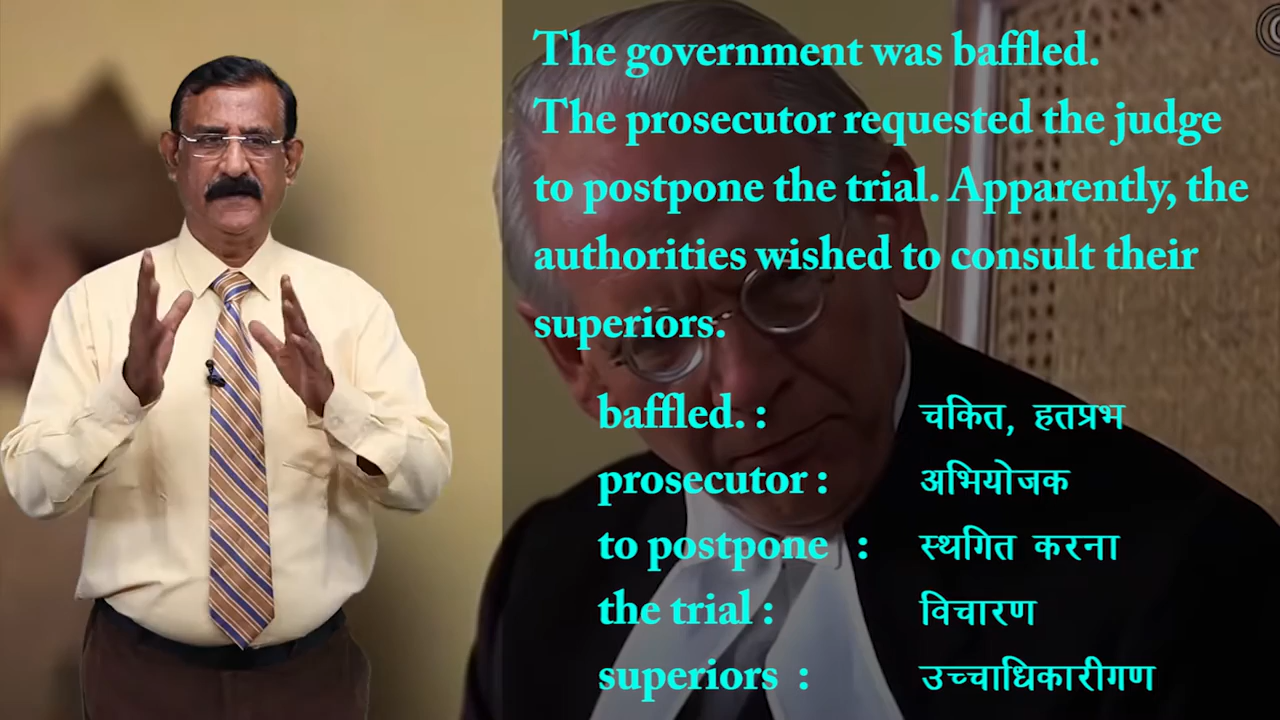 The government was baffled.
The prosecutor requested the judge
to postpone the trial. Apparently, the
authorities wished to consult their
superiors.
baffled. : चकित, हतप्रभ
prosecutor : अभियोजक
to postpone : स्थगित करना
the trial : विचारण
superiors : उच्चाधिकारीगण